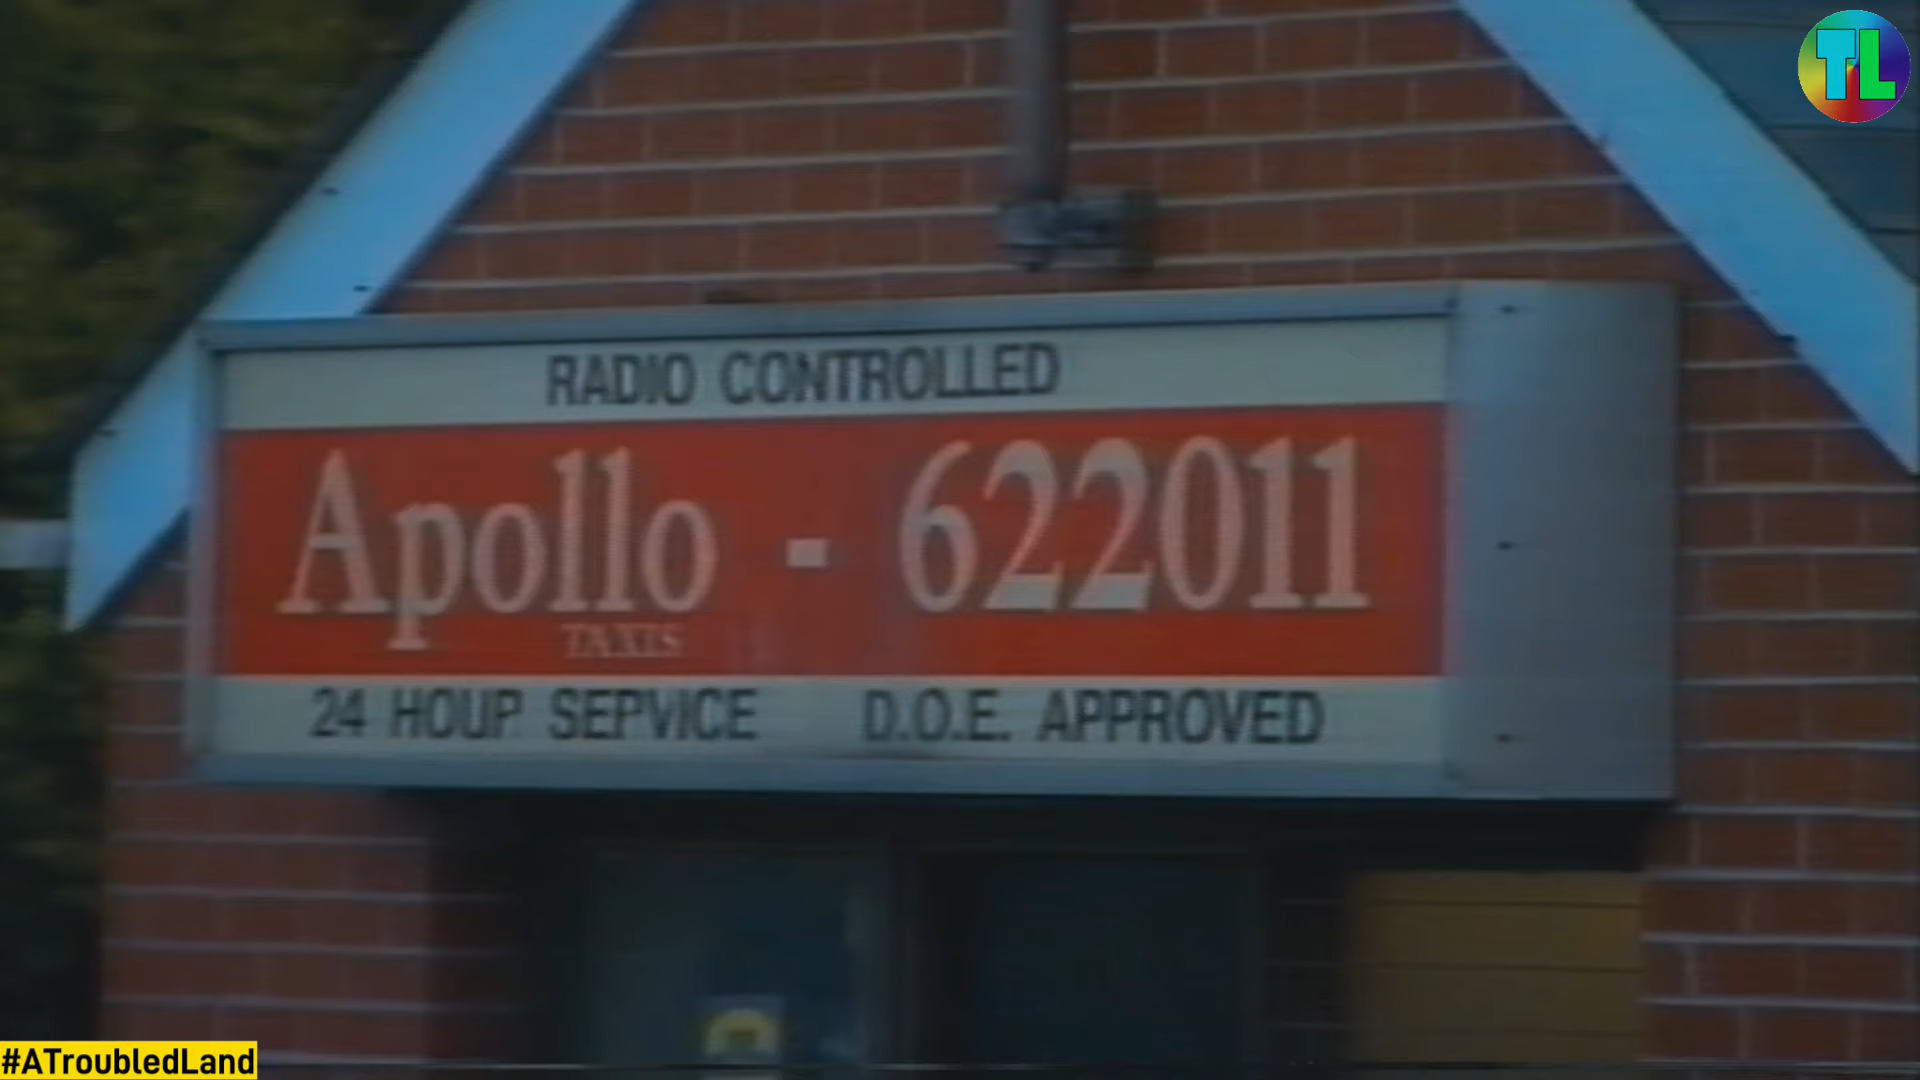 TL
RADIO CONTROLLED
Apollo - 622011
TAXIS
24 HOUP SEPVICE D.O.E. APPROVED
#ATroubledLand